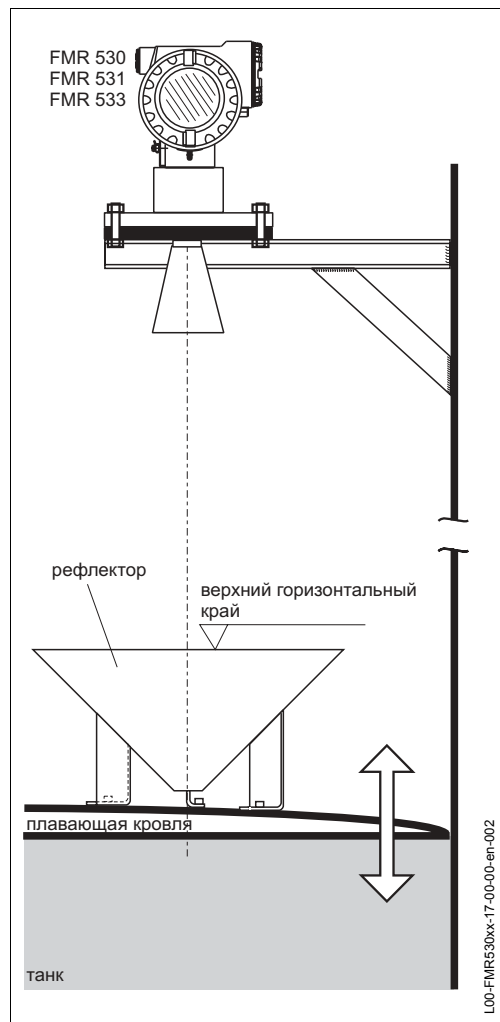 FMR 530
FMR 531
FMR 533
рефлектор
верхний горизонтальный
край
плавающая кровля
танк
L00-FMR530xx-17-00-00-en-002